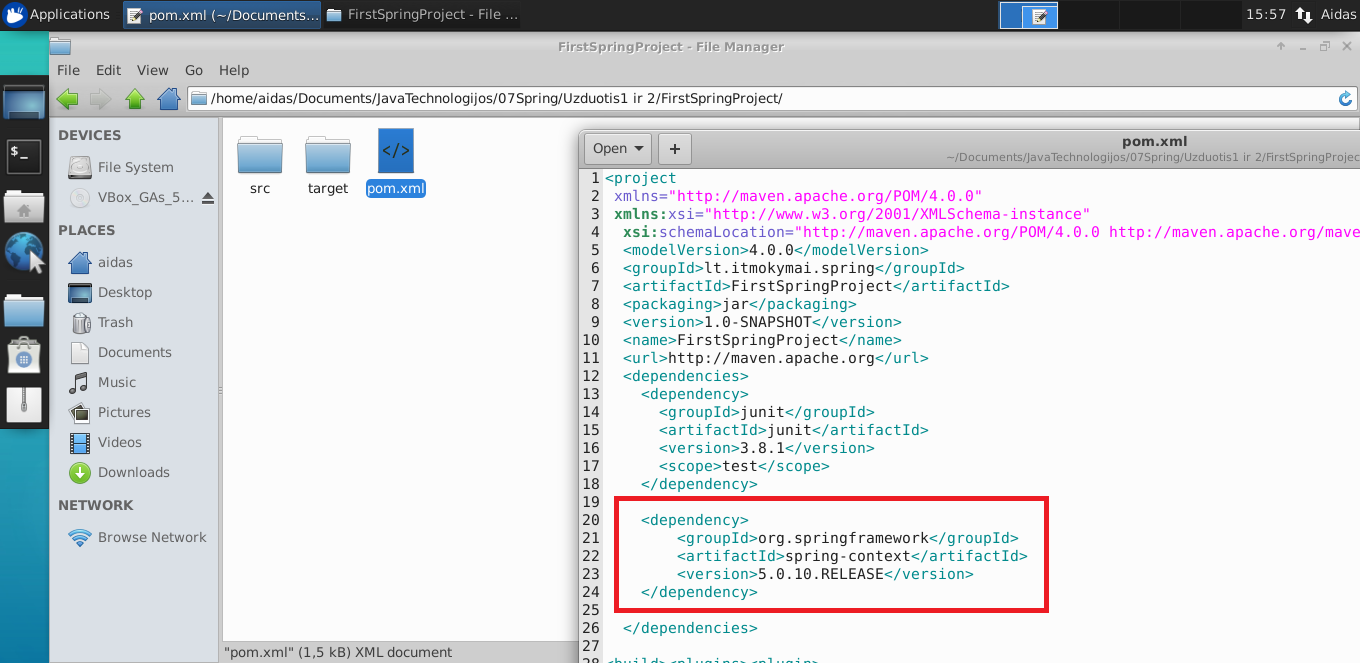 Applications
pom.xml (~/Documents...
FirstSpringProject - File ...
15:57
Aidas
FirstSpringProject - File Manager
File Edit View Go Help
/home/aidas/Documents/JavaTechnologijos/07Spring/Uzduotis1 ir 2/FirstSpringProject/
DEVICES
File System
VBox_GAs_5...
PLACES
aidas
Desktop
Trash
Documents
Music
Pictures
Videos
Downloads
NETWORK
Browse Network
$_
</>
src
target
pom.xml
"pom.xml" (1,5 kB) XML document
Open
+
pom.xml
~/Documents/JavaTechnologijos/07Spring/Uzduotis1 ir 2/FirstSpringProjec
1 <project
2 xmlns="http://maven.apache.org/POM/4.0.0"
3 xmlns:xsi="http://www.w3.org/2001/XMLSchema-instance"
4 xsi:schemaLocation="http://maven.apache.org/POM/4.0.0 http://maven.apache.org/mave
5 <modelVersion>4.0.0</modelVersion>
6 <groupId>lt.itmokymai.spring</groupId>
7 <artifactId>FirstSpringProject</artifactId>
8 <packaging>jar</packaging>
9 <version>1.0-SNAPSHOT</version>
10 <name>FirstSpringProject</name>
11 <url>http://maven.apache.org</url>
12 <dependencies>
13 <dependency>
14 <groupId>junit</groupId>
15 <artifactId>junit</artifactId>
16 <version>3.8.1</version>
17 <scope>test</scope>
18 </dependency>
19
20 <dependency>
21 <groupId>org.springframework</groupId>
22 <artifactId>spring-context</artifactId>
23 <version>5.0.10.RELEASE</version>
24 </dependency>
25
26 </dependencies>
27
28 <build><plugins><plugin>